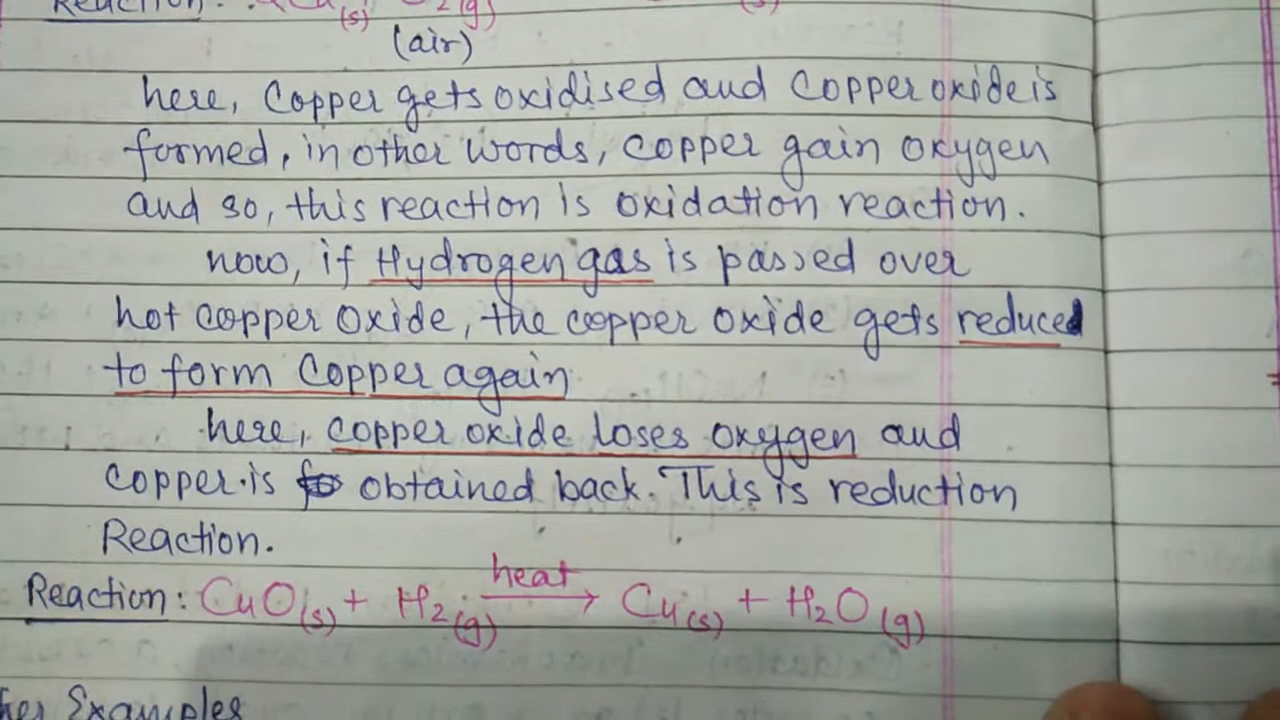 Reaction :
(s) 2(g) (s)
(air)
here, Copper gets oxidised and Copper oxide is
formed, in other words, copper gain oxygen
and so, this reaction is oxidation reaction.
now, if Hydrogen gas is passed over
hot copper oxide, the copper oxide gets reduced
to form Copper again
here, copper oxide loses oxygen and
copper is obtained back. This is reduction
Reaction.
Reaction: CuO(s) + H2(g) heat → Cu(s) + H2O(g)
Examples